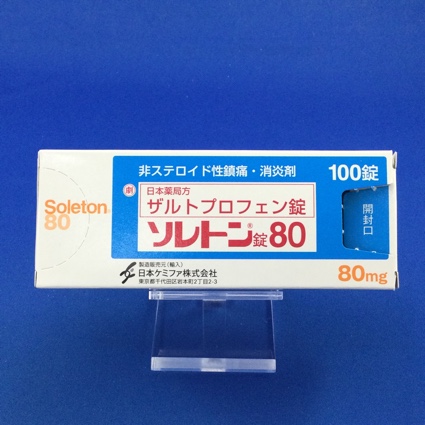 Soleton®
80
非ステロイド性鎮痛・消炎剤
100錠
劇
日本薬局方
ザルトプロフェン錠
ソレトン®錠80
開封口
製造販売元(輸入)
日本ケミファ株式会社
東京都千代田区岩本町2丁目2-3
80mg